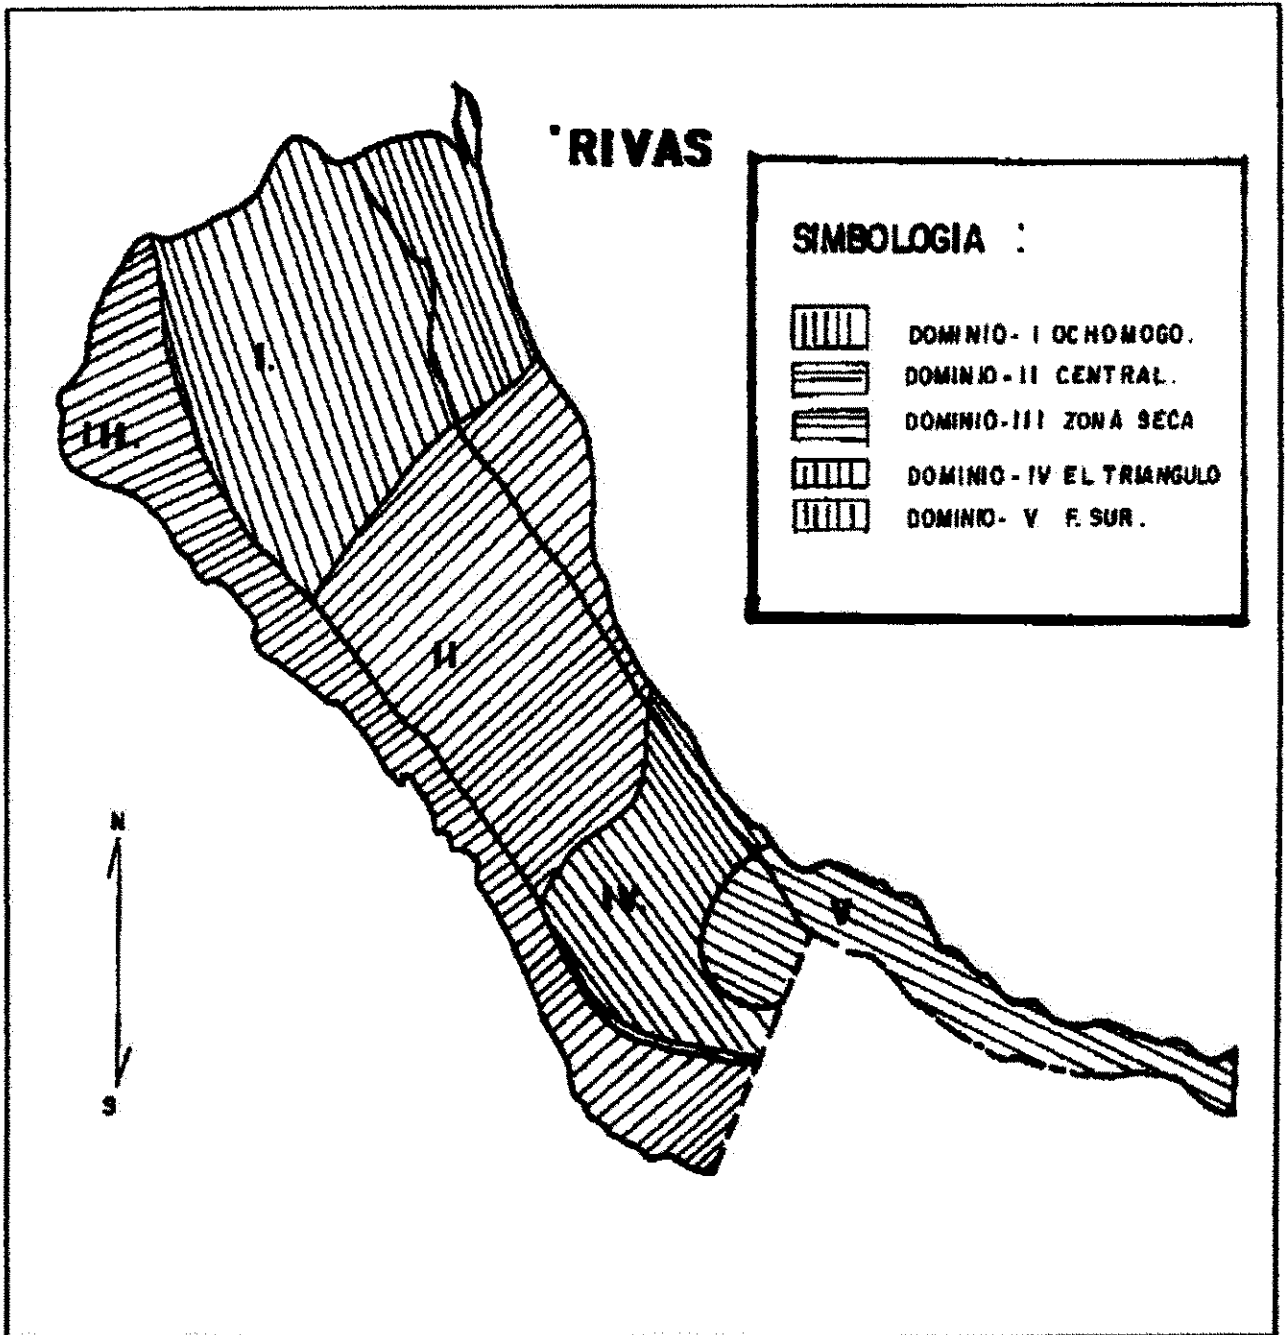 RIVAS
SIMBOLOGIA :
DOMINIO - I OCHOMOGO.
DOMINIO - II CENTRAL.
DOMINIO - III ZONA SECA
DOMINIO - IV EL TRIANGULO
DOMINIO - V F. SUR.
I.
III.
II
IV.
V
N
S